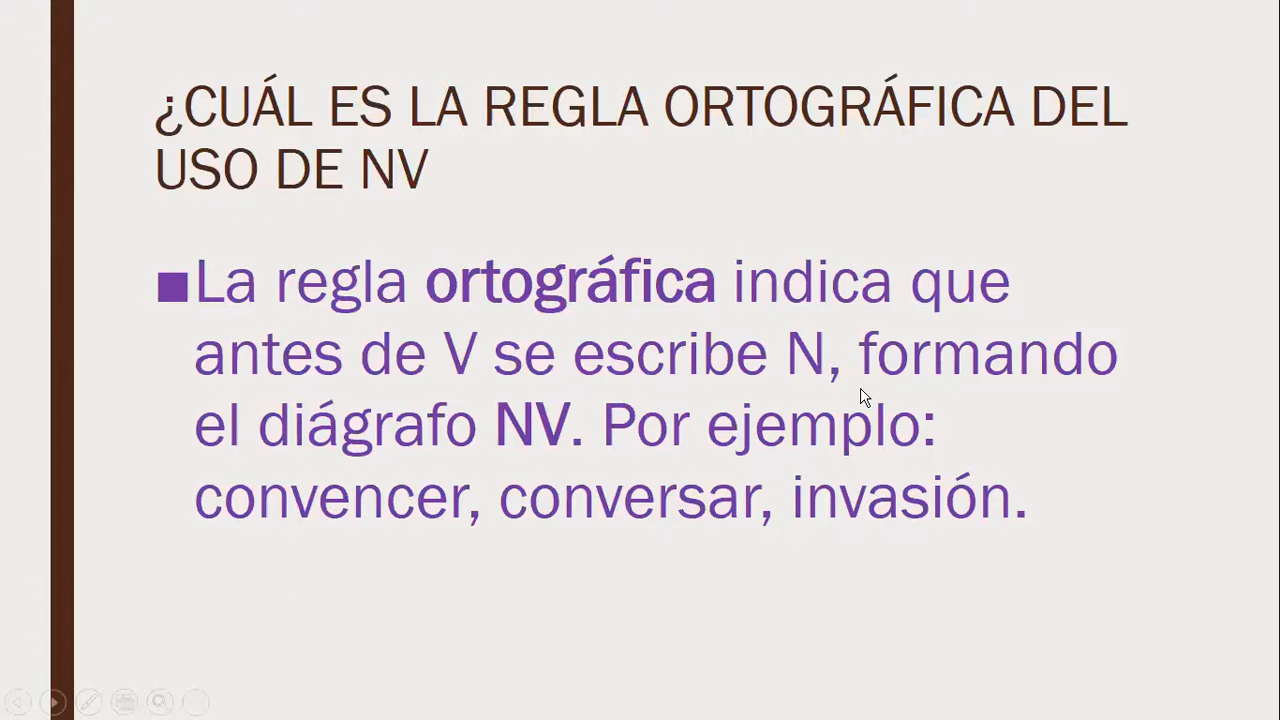 ¿CUÁL ES LA REGLA ORTOGRÁFICA DEL
USO DE NV
■La regla ortográfica indica que
antes de V se escribe N, formando
el diágrafo NV. Por ejemplo:
convencer, conversar, invasión.